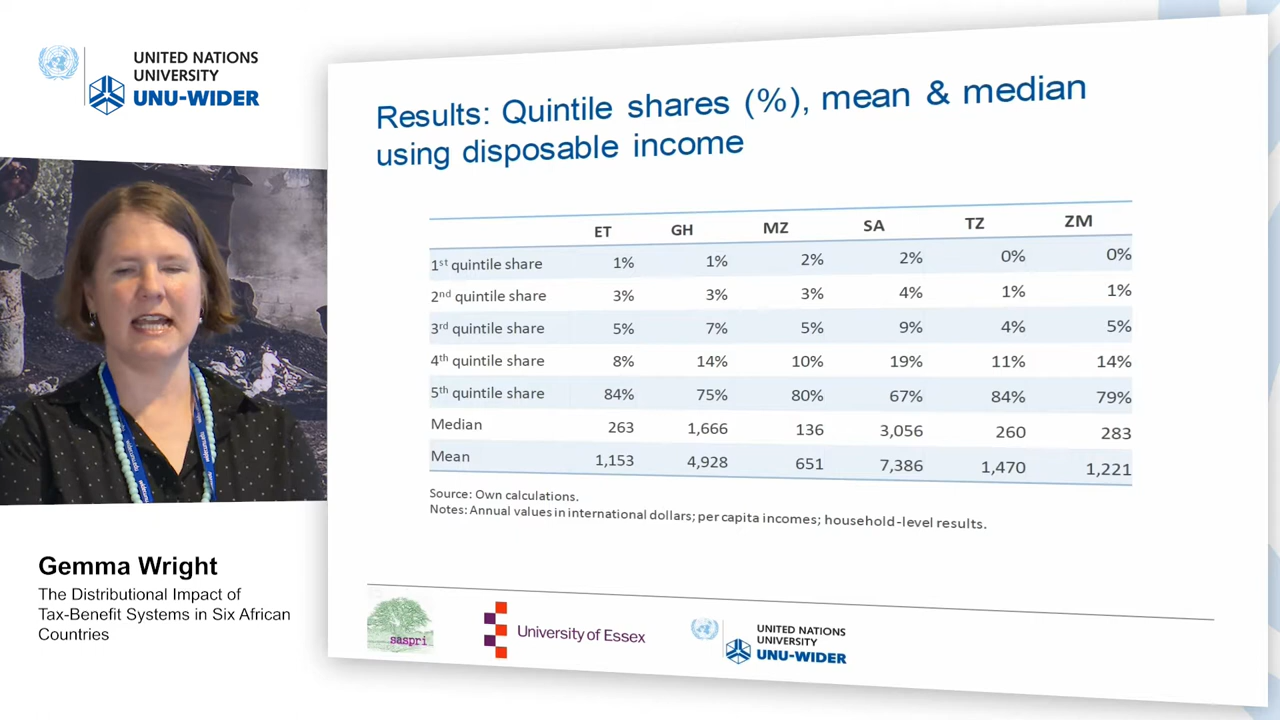 UNITED NATIONS
UNIVERSITY
UNU-WIDER
Results: Quintile shares (%), mean & median
using disposable income
ET GH MZ SA TZ ZM
1st quintile share 1% 1% 2% 2% 0% 0%
2nd quintile share 3% 3% 3% 4% 1% 1%
3rd quintile share 5% 7% 5% 9% 4% 5%
4th quintile share 8% 14% 10% 19% 11% 14%
5th quintile share 84% 75% 80% 67% 84% 79%
Median 263 1,666 136 3,056 260 283
Mean 1,153 4,928 651 7,386 1,470 1,221
Source: Own calculations.
Notes: Annual values in international dollars; per capita incomes; household-level results.
Gemma Wright
The Distributional Impact of
Tax-Benefit Systems in Six African
Countries
saspri
University of Essex
UNITED NATIONS
UNIVERSITY
UNU-WIDER